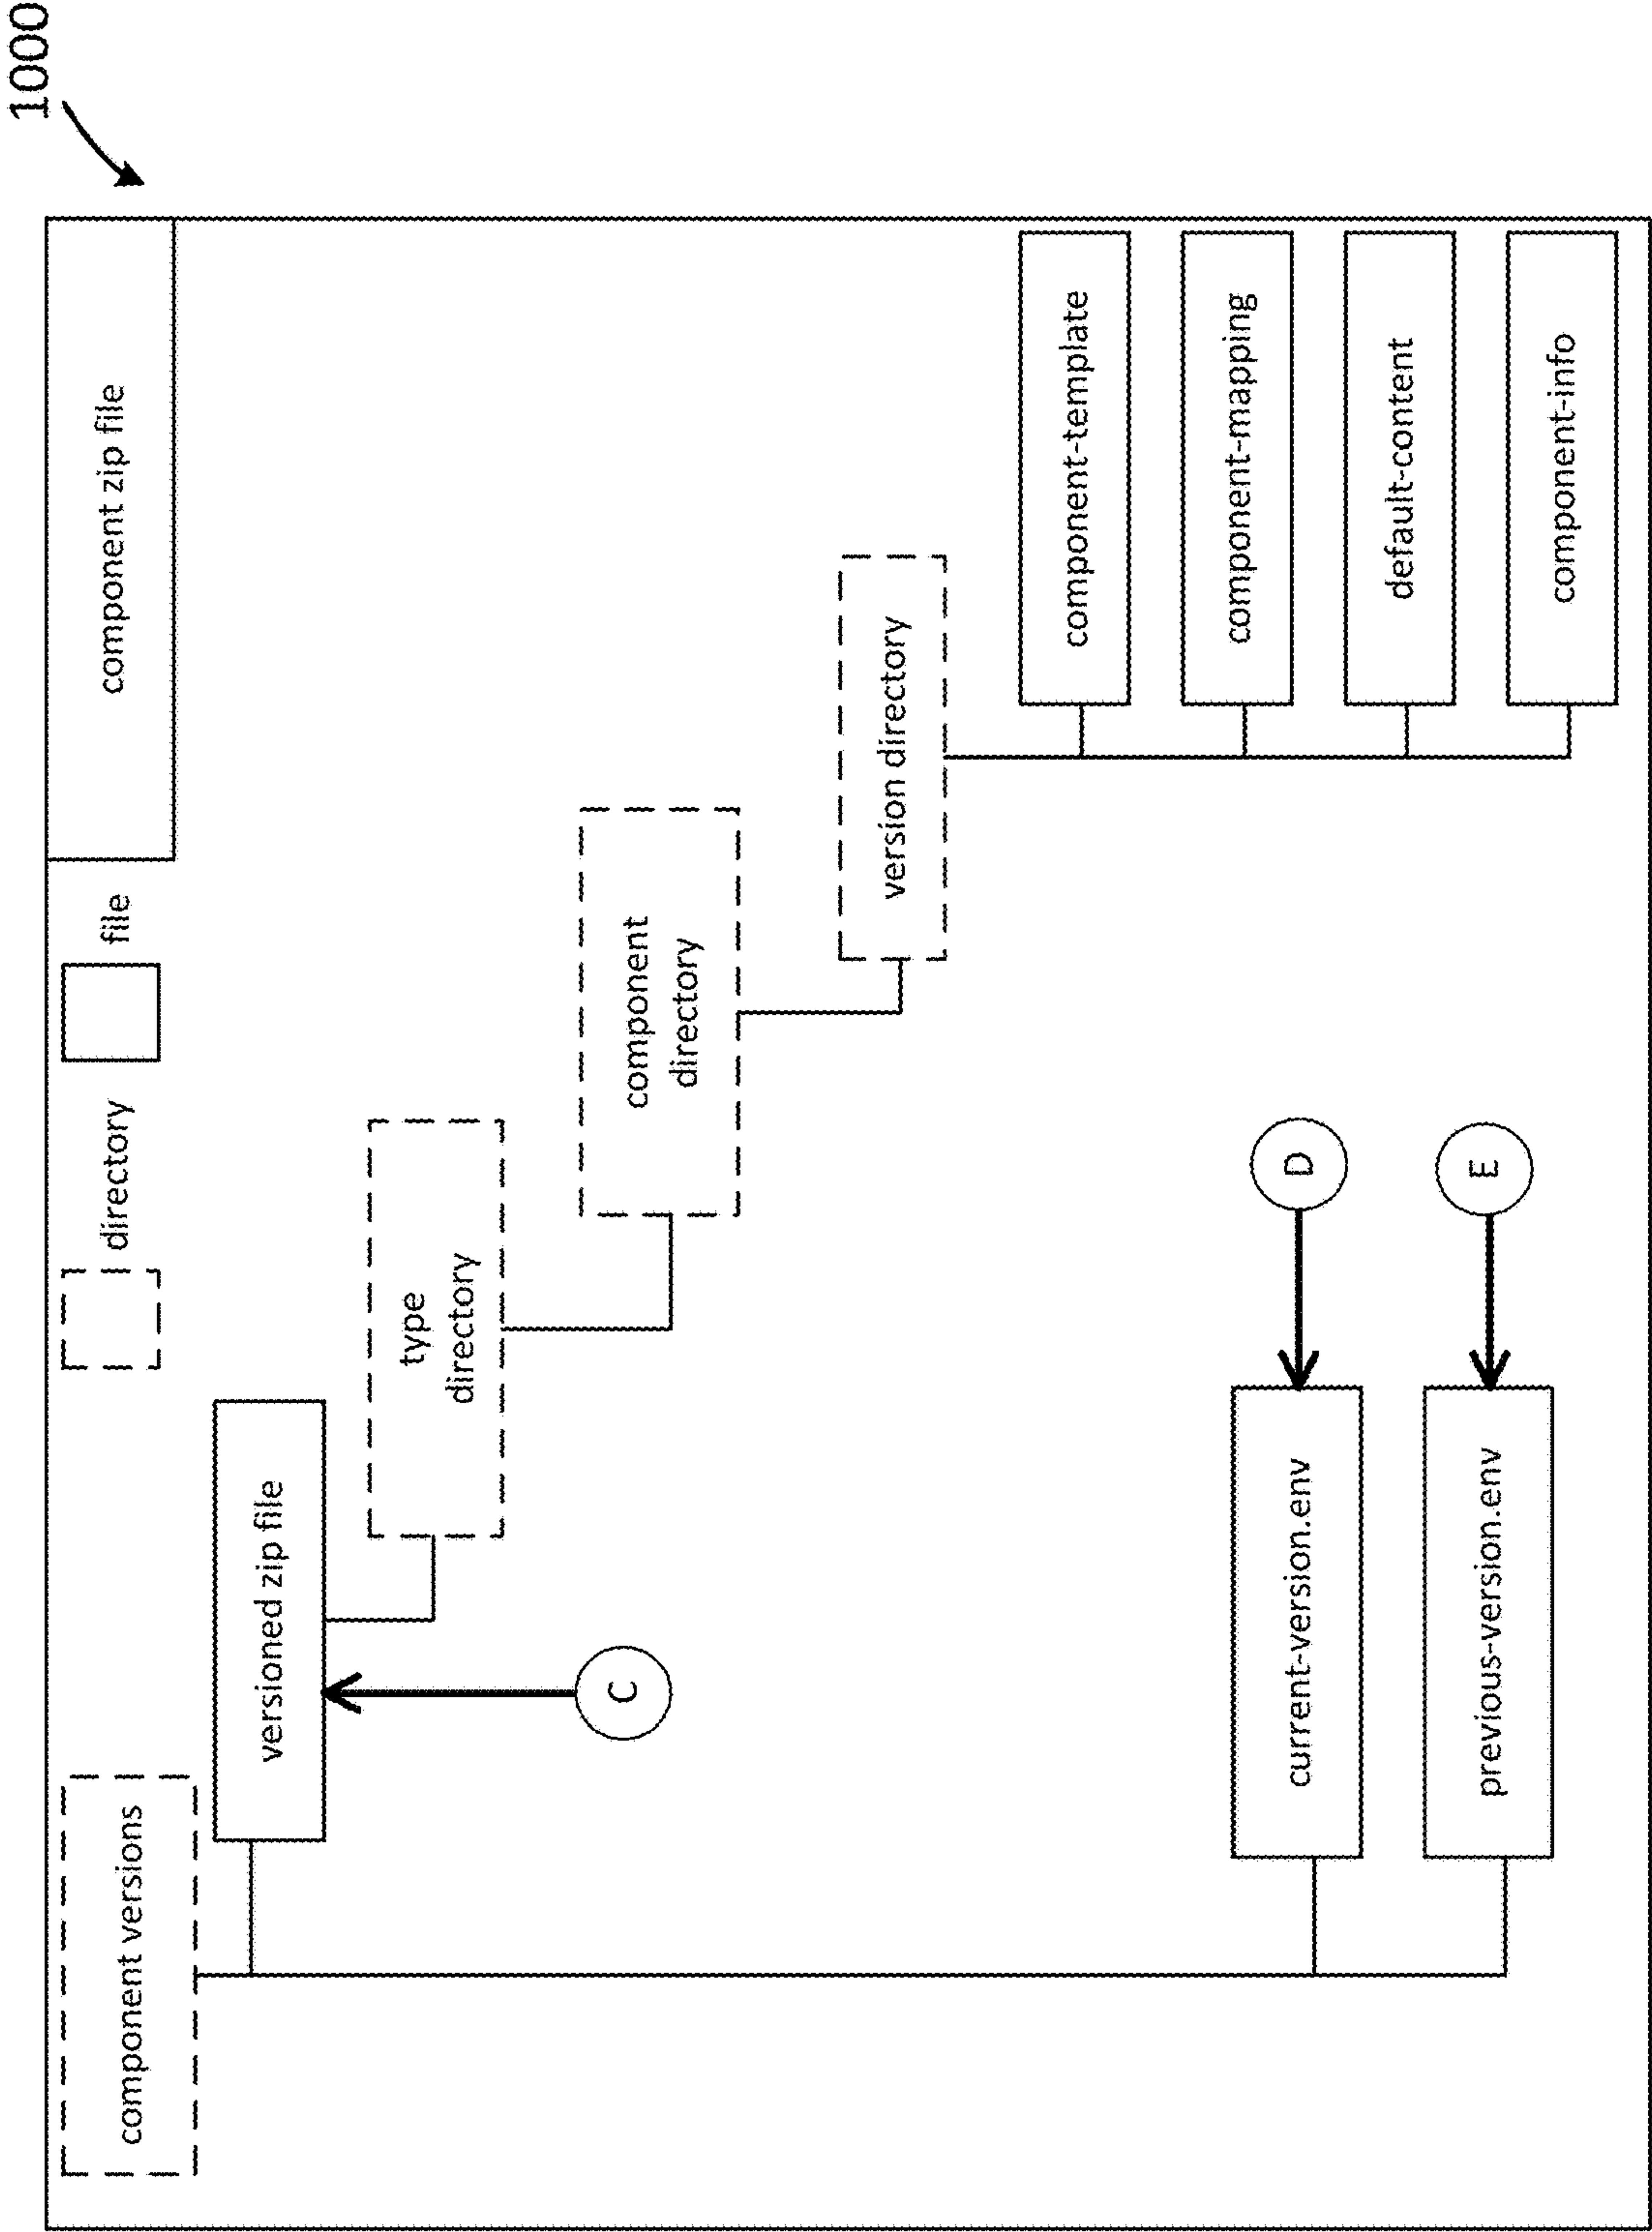 1000
component versions
directory
file
component zip file
versioned zip file
type
directory
C
component
directory
version directory
component-template
component-mapping
default-content
component-info
current-version.env
D
previous-version.env
E